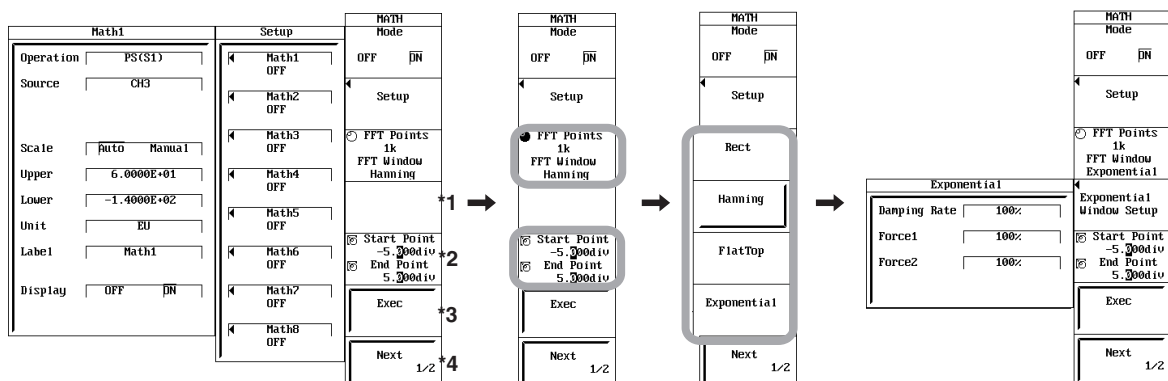 Math1
Operation PS(S1)
Source CH3
Scale Auto Manual
Upper 6.0000E+01
Lower -1.4000E+02
Unit EU
Label Math1
Display OFF ON
Setup
Math1
OFF
Math2
OFF
Math3
OFF
Math4
OFF
Math5
OFF
Math6
OFF
Math7
OFF
Math8
OFF
MATH
Mode
OFF ON
Setup
FFT Points
1k
FFT Window
Hanning
*1
Start Point
-5.000div
*2
End Point
5.000div
Exec
*3
Next
1/2
*4
MATH
Mode
OFF ON
Setup
FFT Points
1k
FFT Window
Hanning
Start Point
-5.000div
End Point
5.000div
Exec
Next
1/2
MATH
Mode
OFF ON
Setup
Rect
Hanning
FlatTop
Exponential
Next
1/2
Exponential
Damping Rate 100%
Force1 100%
Force2 100%
MATH
Mode
OFF ON
Setup
FFT Points
1k
FFT Window
Exponential
Exponential
Window Setup
Start Point
-5.000div
End Point
5.000div
Exec
Next
1/2